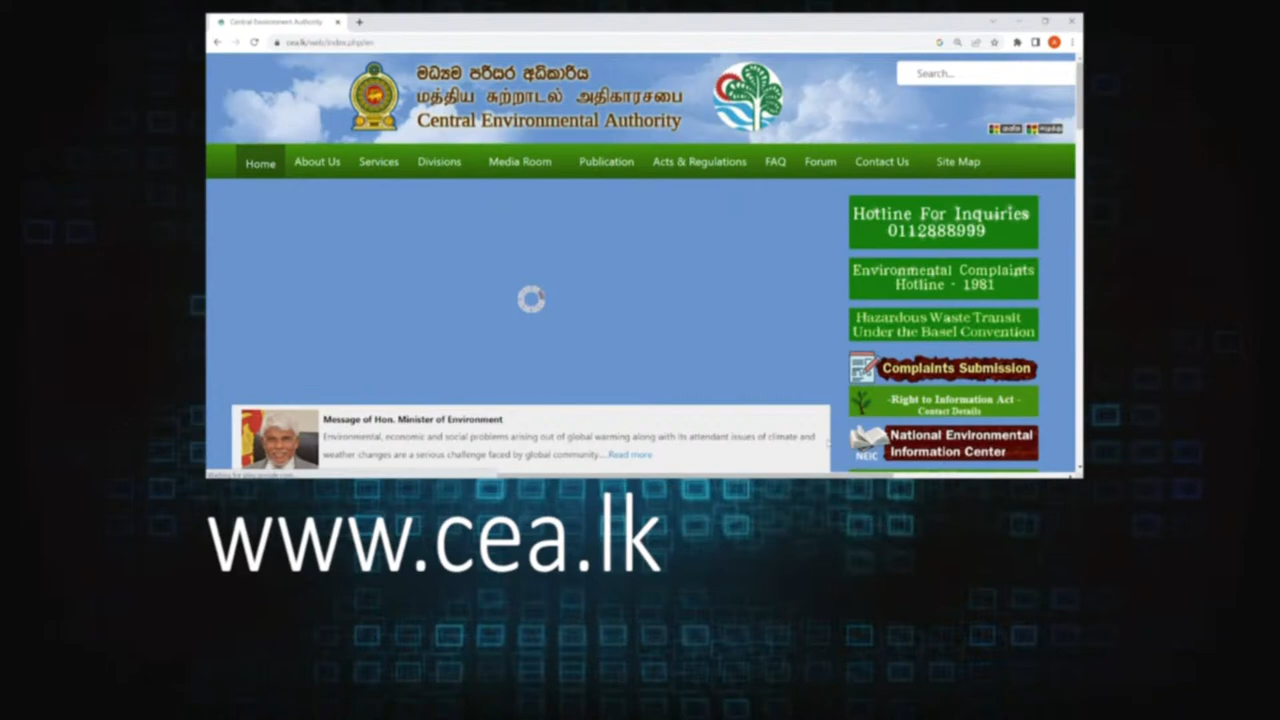 Central Environment Authority
cea.lk/web/index.php/en
මධ්‍යම පරිසර අධිකාරිය
மத்திய சுற்றாடல் அதிகாரசபை
Central Environmental Authority
Search...
Home About Us Services Divisions Media Room Publication Acts & Regulations FAQ Forum Contact Us Site Map
Hotline For Inquiries
0112888999
Environmental Complaints
Hotline - 1981
Hazardous Waste Transit
Under the Basel Convention
Complaints Submission
-Right to Information Act -
Contact Details
National Environmental
Information Center
NEIC
Message of Hon. Minister of Environment
Environmental, economic and social problems arising out of global warming along with its attendant issues of climate and
weather changes are a serious challenge faced by global community....Read more
www.cea.lk